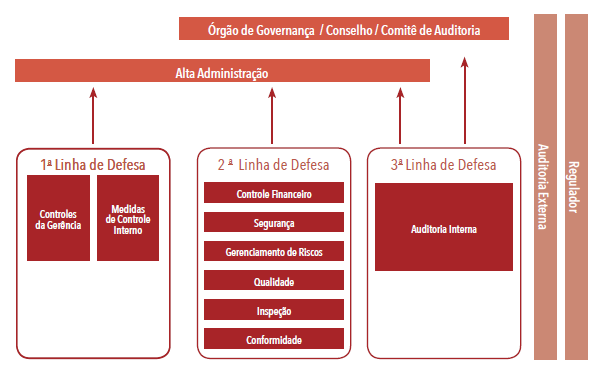 Órgão de Governança / Conselho / Comitê de Auditoria
Alta Administração
1ª Linha de Defesa
Controles
da Gerência
Medidas
de Controle
Interno
2 ª Linha de Defesa
Controle Financeiro
Segurança
Gerenciamento de Riscos
Qualidade
Inspeção
Conformidade
3ª Linha de Defesa
Auditoria Interna
Auditoria Externa
Regulador